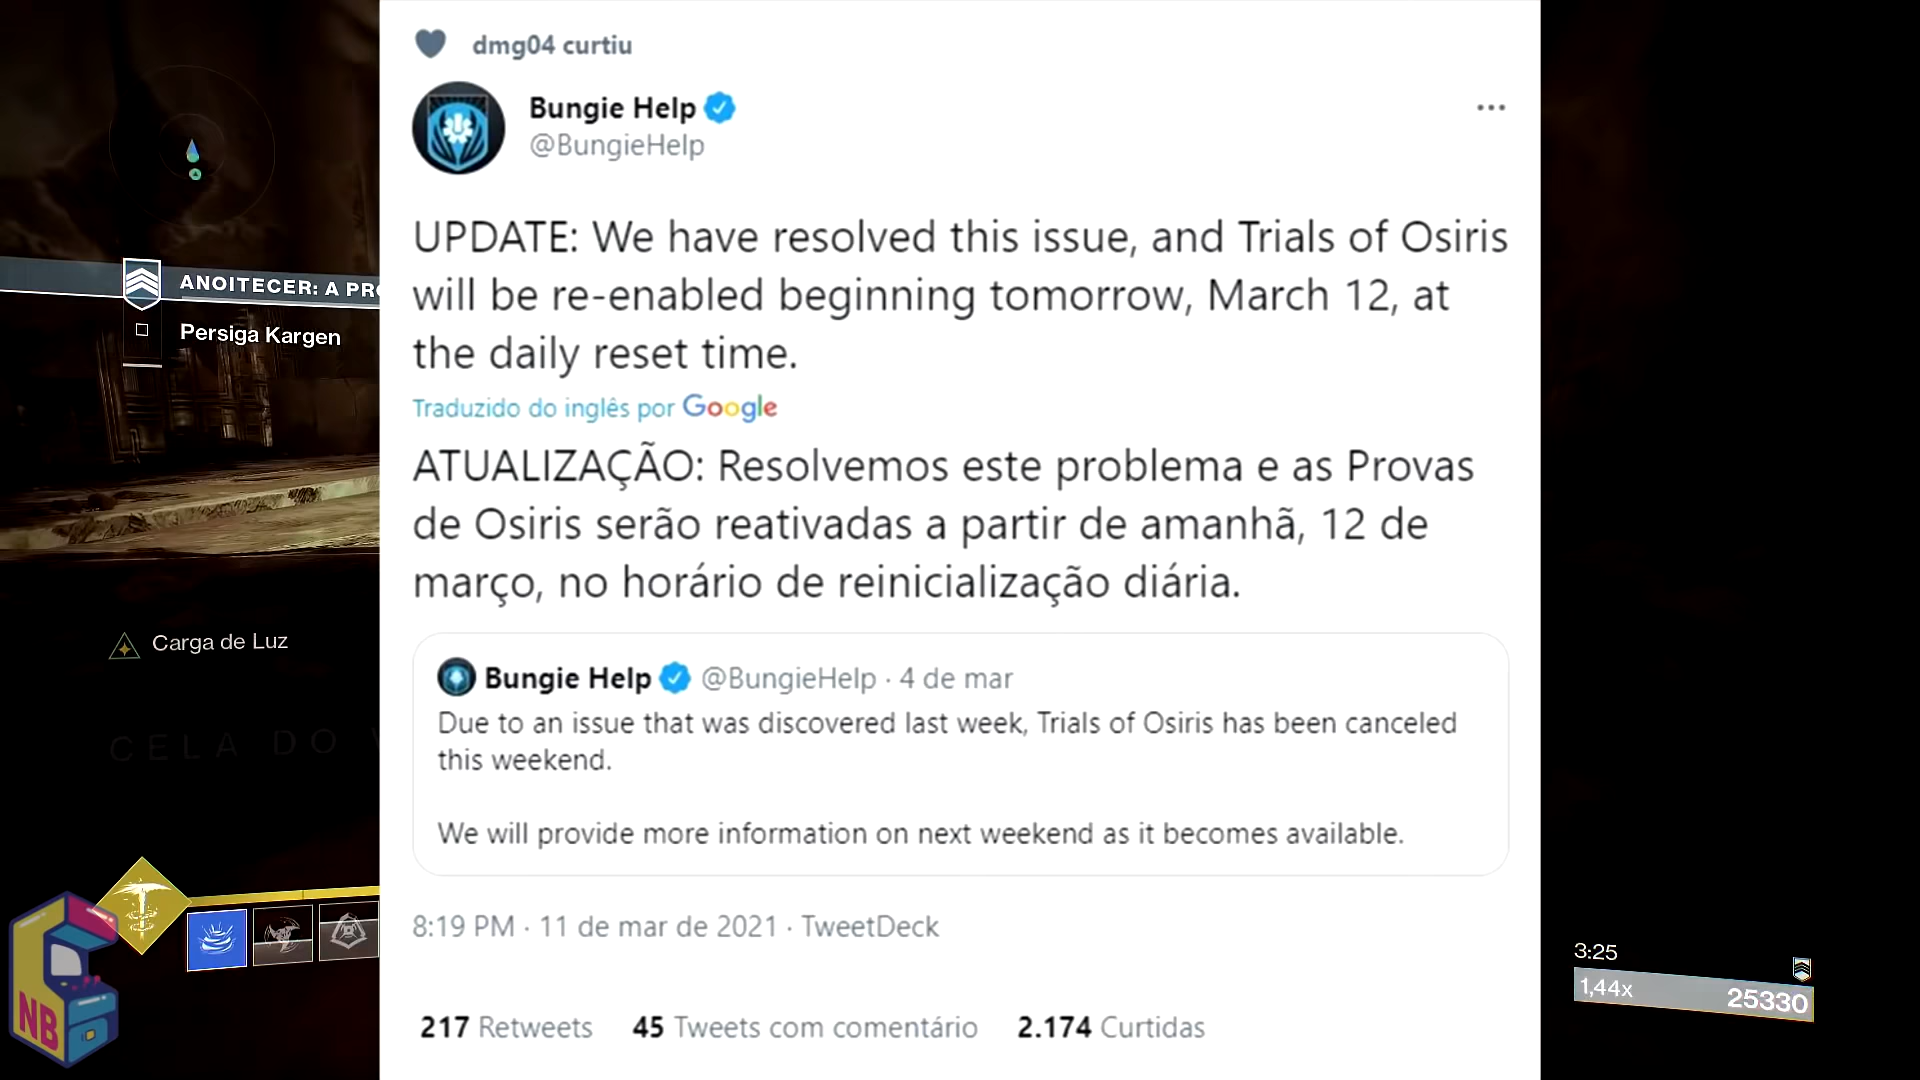 dmg04 curtiu
Bungie Help
@BungieHelp
UPDATE: We have resolved this issue, and Trials of Osiris
will be re-enabled beginning tomorrow, March 12, at
the daily reset time.
Traduzido do inglês por Google
ATUALIZAÇÃO: Resolvemos este problema e as Provas
de Osiris serão reativadas a partir de amanhã, 12 de
março, no horário de reinicialização diária.
Bungie Help @BungieHelp · 4 de mar
Due to an issue that was discovered last week, Trials of Osiris has been canceled
this weekend.
We will provide more information on next weekend as it becomes available.
8:19 PM · 11 de mar de 2021 · TweetDeck
217 Retweets 45 Tweets com comentário 2.174 Curtidas
ANOITECER: A PR
Persiga Kargen
Carga de Luz
CELA DO
NB
3:25
1,44x 25330